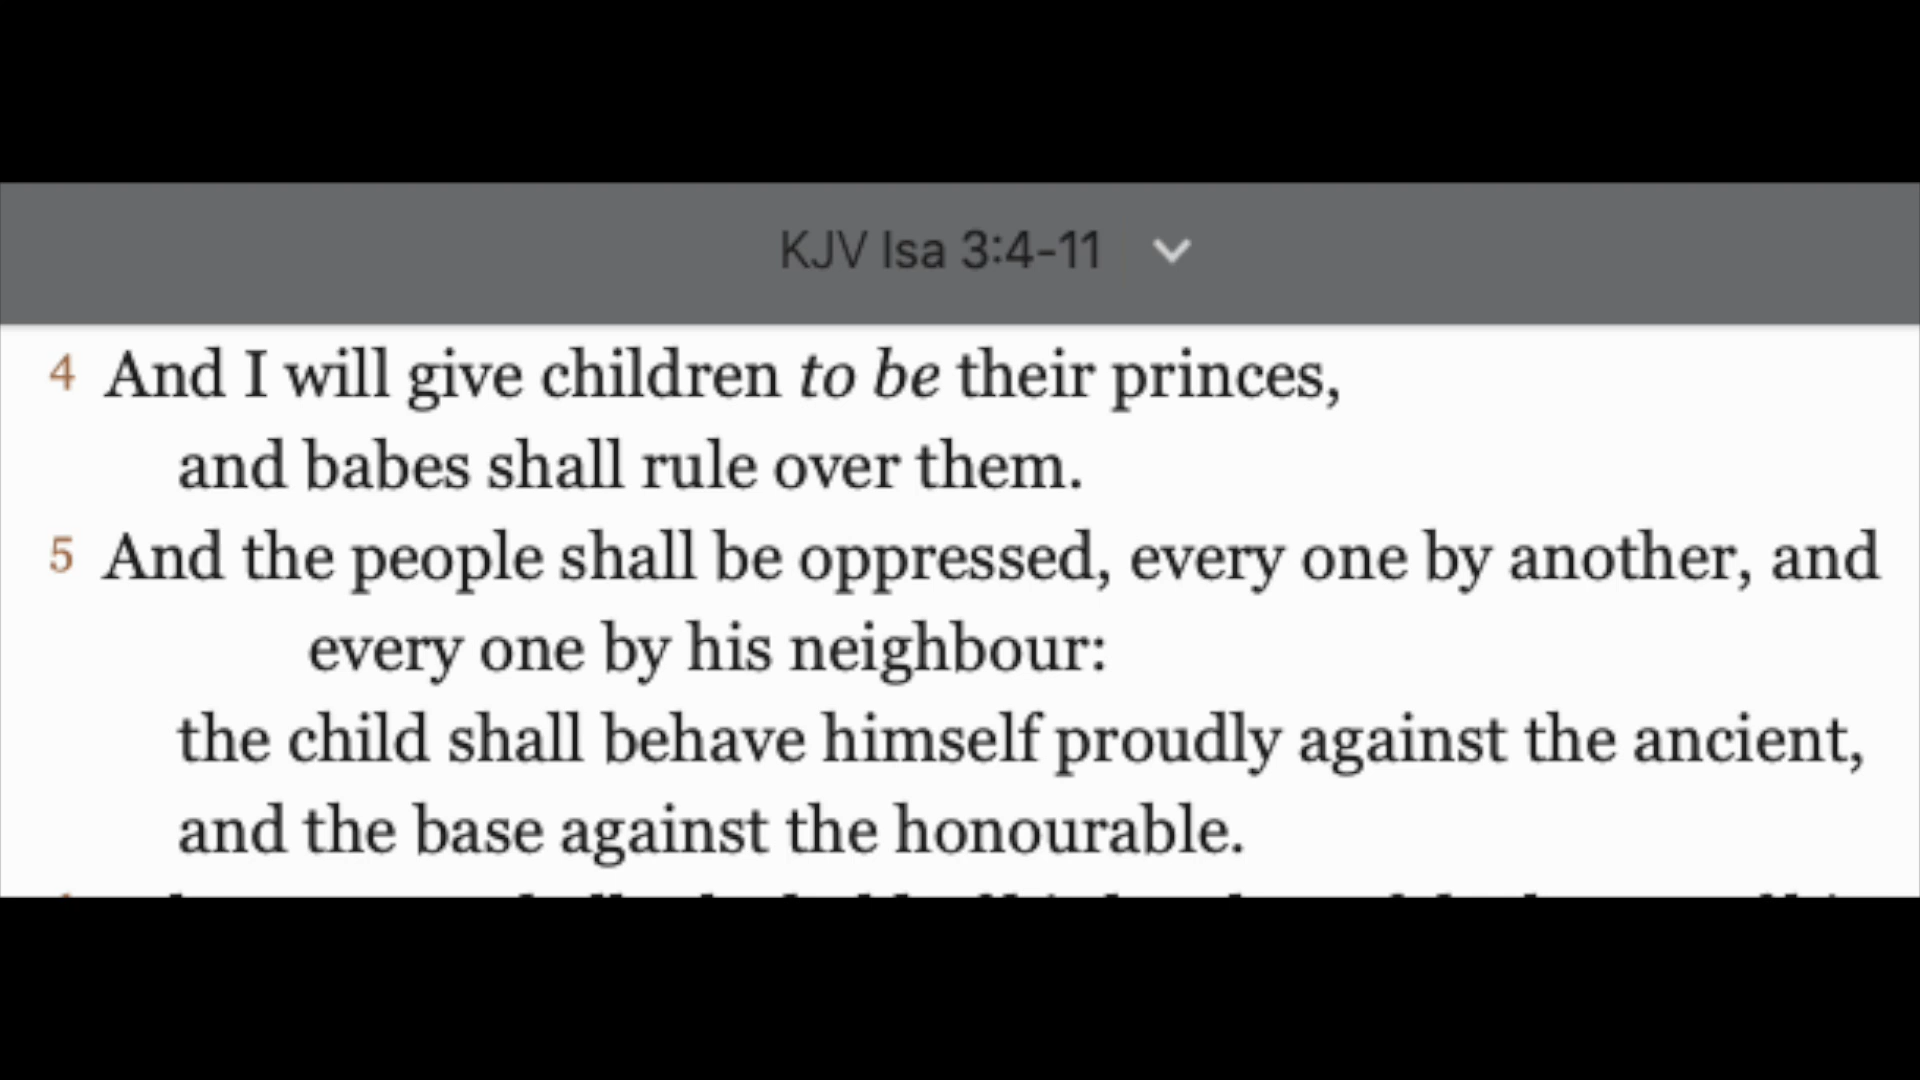 KJV Isa 3:4-11
4 And I will give children to be their princes,
and babes shall rule over them.
5 And the people shall be oppressed, every one by another, and
every one by his neighbour:
the child shall behave himself proudly against the ancient,
and the base against the honourable.